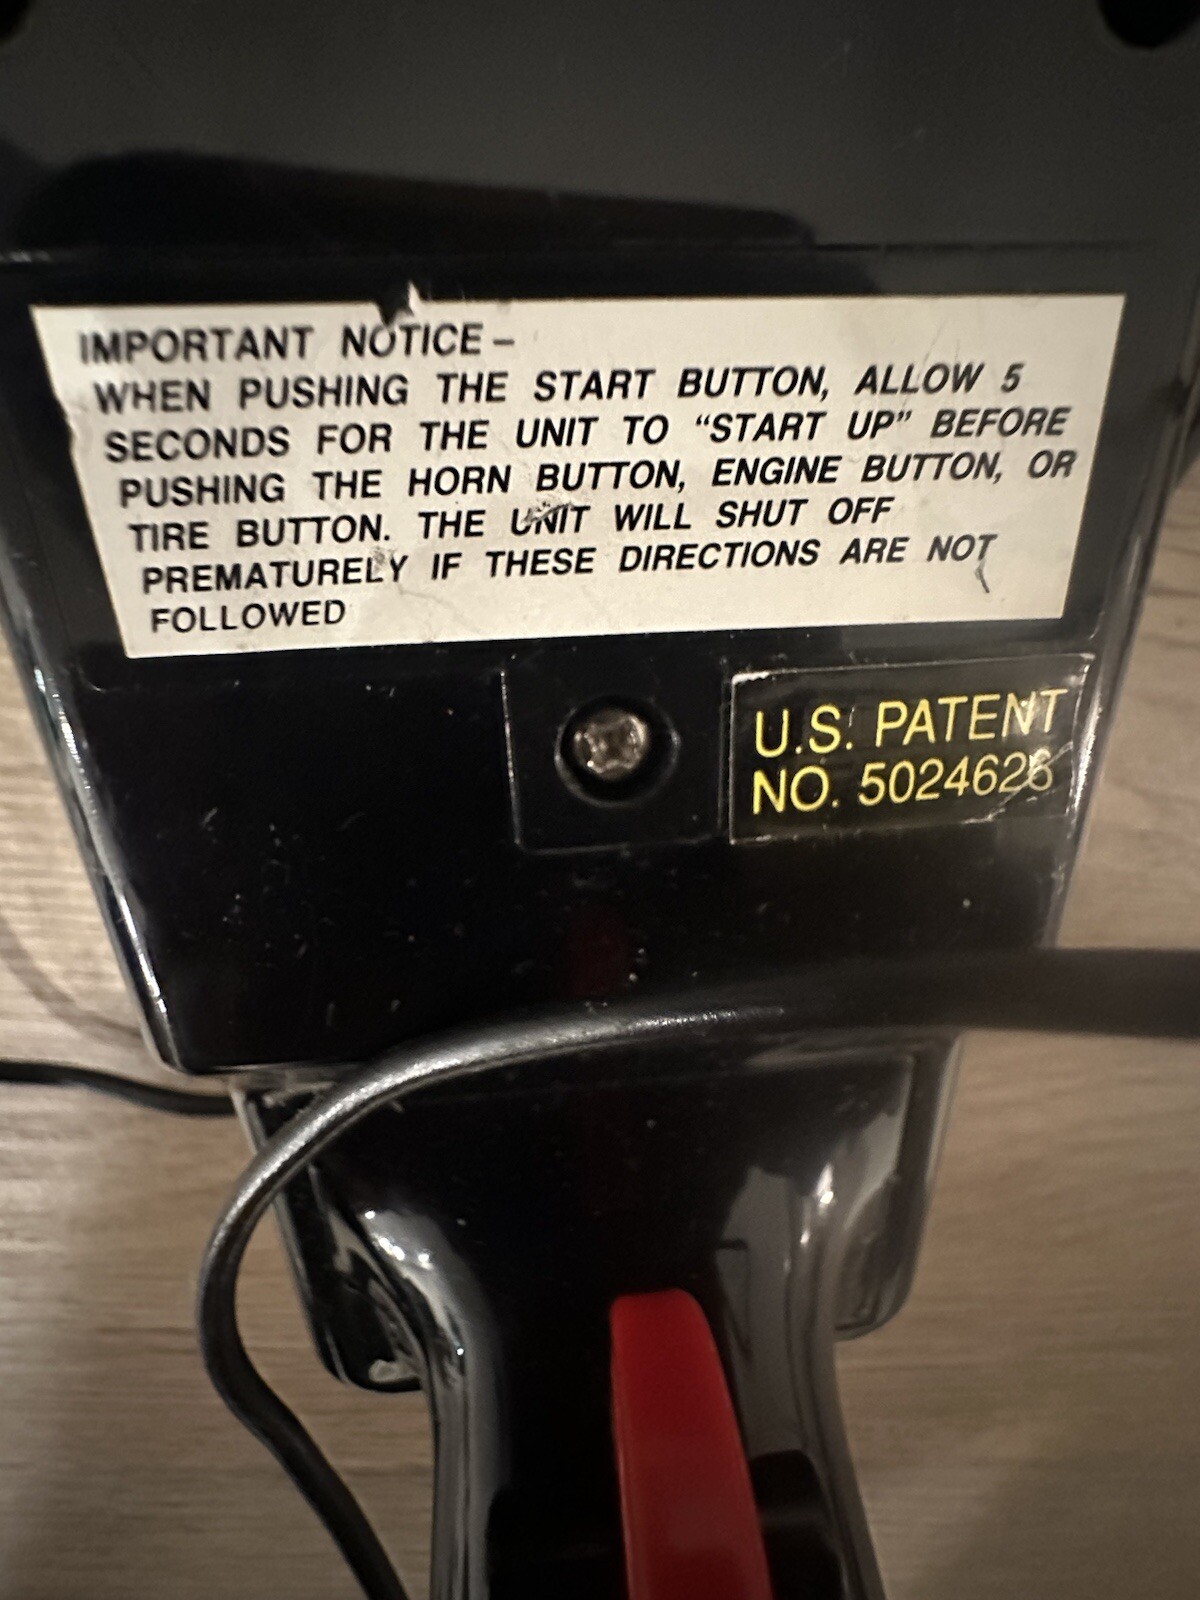 IMPORTANT NOTICE –
WHEN PUSHING THE START BUTTON, ALLOW 5
SECONDS FOR THE UNIT TO “START UP” BEFORE
PUSHING THE HORN BUTTON, ENGINE BUTTON, OR
TIRE BUTTON. THE UNIT WILL SHUT OFF
PREMATURELY IF THESE DIRECTIONS ARE NOT
FOLLOWED
U.S. PATENT
NO. 5024626